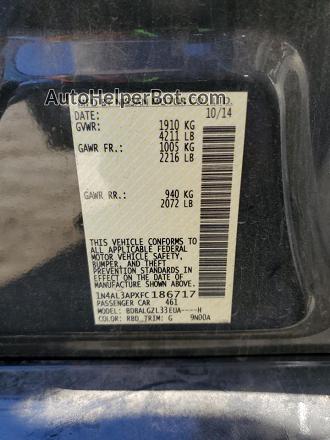 AutoHelperBot.com
DATE: 10/14
GVWR: 1910 KG
4211 LB
GAWR FR.: 1005 KG
2216 LB
GAWR RR.: 940 KG
2072 LB
THIS VEHICLE CONFORMS TO
ALL APPLICABLE FEDERAL
MOTOR VEHICLE SAFETY,
BUMPER, AND THEFT
PREVENTION STANDARDS IN
EFFECT ON THE DATE OF
MANUFACTURE SHOWN ABOVE.
1N4AL3APXFC186717
PASSENGER CAR 461
MODEL: BDBALGZL33EUA----H
COLOR: RBD TRIM: G 9N00A